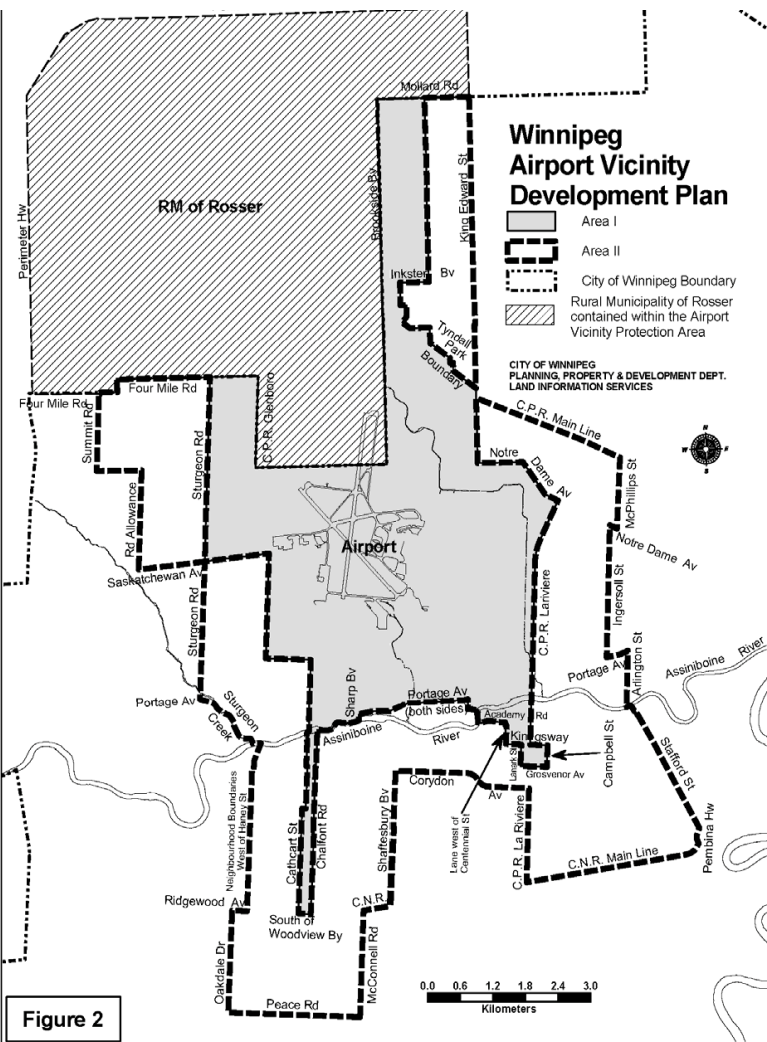 Mollard Rd
Winnipeg
Airport Vicinity
Development Plan
Area I
Area II
City of Winnipeg Boundary
Rural Municipality of Rosser
contained within the Airport
Vicinity Protection Area
CITY OF WINNIPEG
PLANNING, PROPERTY & DEVELOPMENT DEPT.
LAND INFORMATION SERVICES
RM of Rosser
Perimeter Hw
Brookside Bv
King Edward St
Inkster Bv
Tyndall
Park
Boundary
Four Mile Rd
Four Mile Rd
Summit Rd
Sturgeon Rd
C.P.R. Glenboro
C.P.R. Main Line
W E
S
Notre
Dame Av
McPhillips St
Rd Allowance
Airport
Notre Dame Av
Saskatchewan Av
Sturgeon Rd
C.P.R. Lariviere
Ingersoll St
Portage Av
Arlington St
Assiniboine River
Portage Av
Sturgeon
Creek
Sharp Bv
Portage Av
(both sides)
Academy Rd
Assiniboine
River
Kingsway
Lanark St
Grosvenor Av
Campbell St
Stafford St
Corydon
Av
Neighbourhood Boundaries
West of Haney St
Cathcart St
Chalfont Rd
Shaftesbury Bv
Lane west of
Centennial St
C.P.R. La Riviere
C.N.R. Main Line
Pembina Hw
Ridgewood Av
C.N.R.
South of
Woodview By
Oakdale Dr
McConnell Rd
Peace Rd
0.0 0.6 1.2 1.8 2.4 3.0
Kilometers
Figure 2